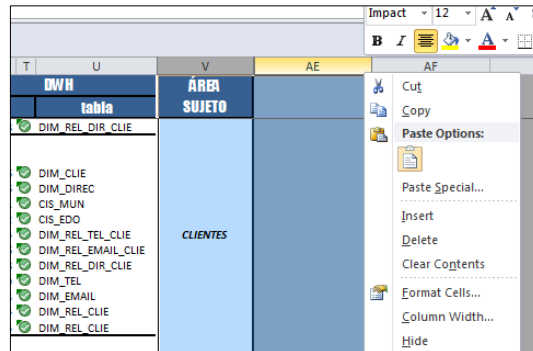 Impact 12 A A
B I A
T U V AE AF
DWH ÁREA
tabla SUJETO
DIM_REL_DIR_CLIE
DIM_CLIE
DIM_DIREC
CIS_MUN
CIS_EDO
DIM_REL_TEL_CLIE
DIM_REL_EMAIL_CLIE
DIM_REL_DIR_CLIE
DIM_TEL
DIM_EMAIL
DIM_REL_CLIE
DIM_REL_CLIE
CLIENTES
Cut
Copy
Paste Options:
Paste Special...
Insert
Delete
Clear Contents
Format Cells...
Column Width...
Hide